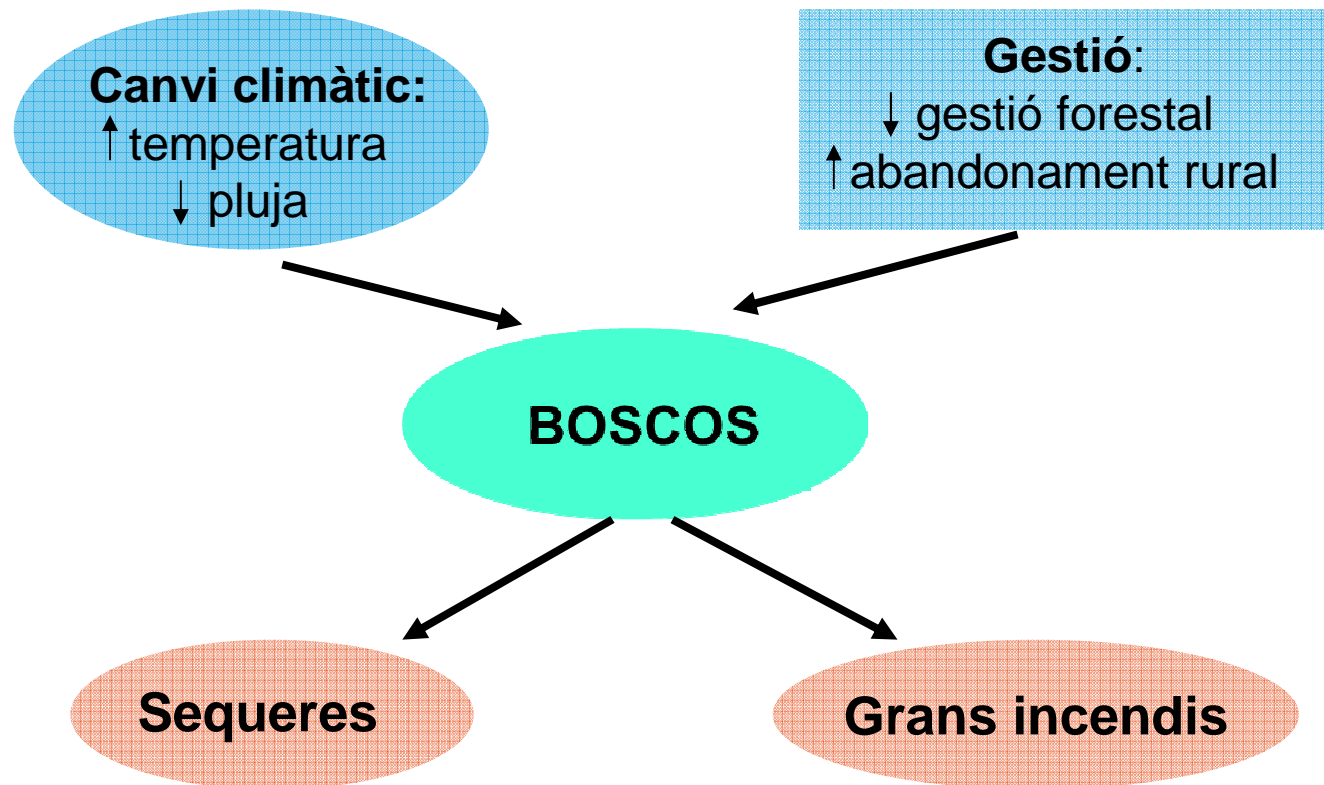 Canvi climàtic:
↑ temperatura
↓ pluja
Gestió:
↓ gestió forestal
↑ abandonament rural
BOSCOS
Sequeres
Grans incendis